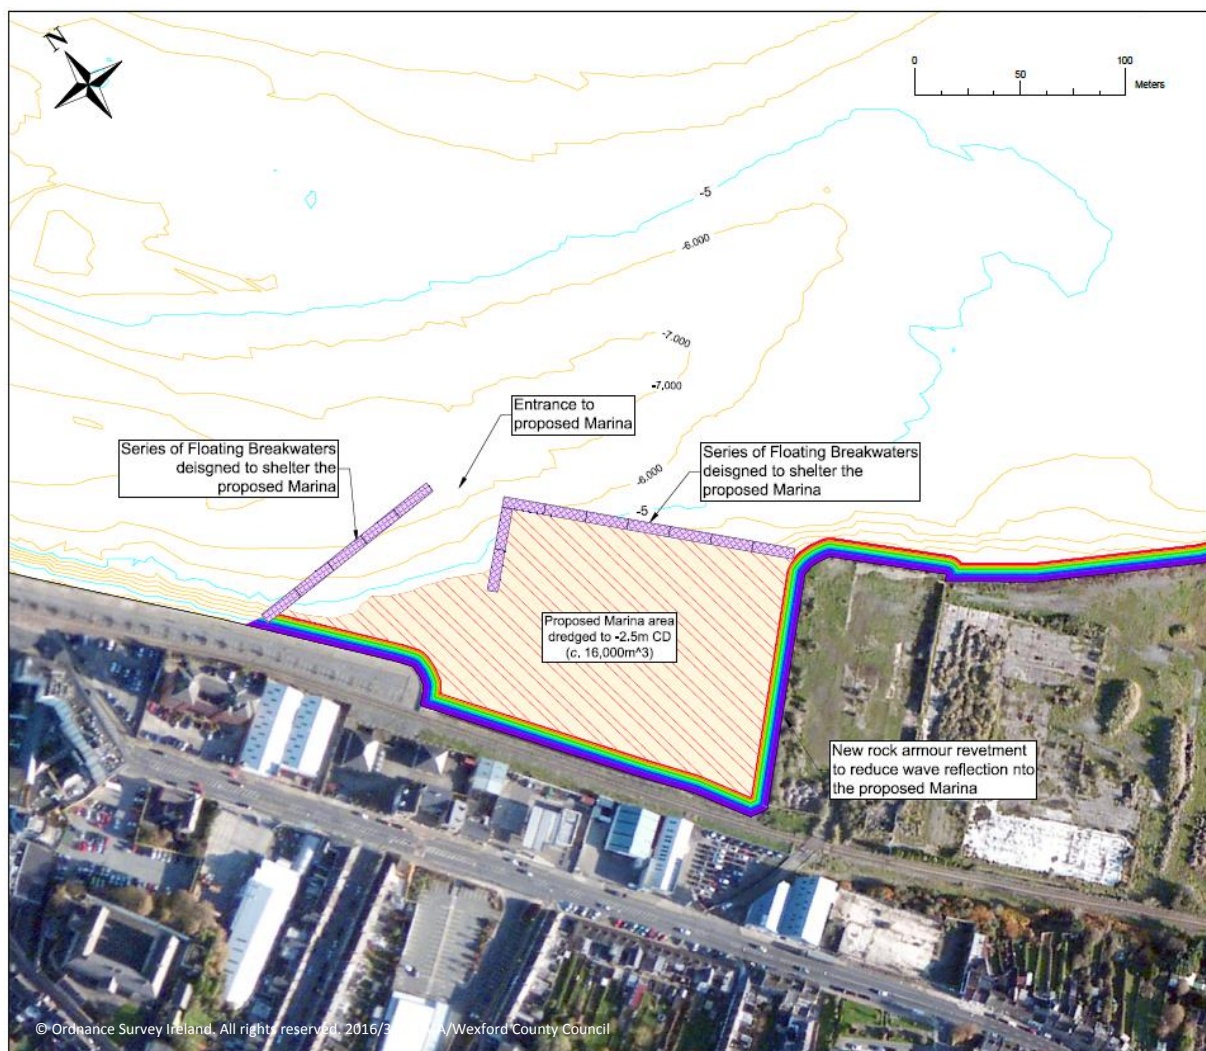 N
0 50 100
Meters
-5
-6.000
-7.000
-7.000
Entrance to
proposed Marina
Series of Floating Breakwaters
deisgned to shelter the
proposed Marina
Series of Floating Breakwaters
deisgned to shelter the
proposed Marina
-6.000
-5
Proposed Marina area
dredged to -2.5m CD
(c. 16,000m^3)
New rock armour revetment
to reduce wave reflection nto
the proposed Marina
© Ordnance Survey Ireland. All rights reserved. /Wexford County Council